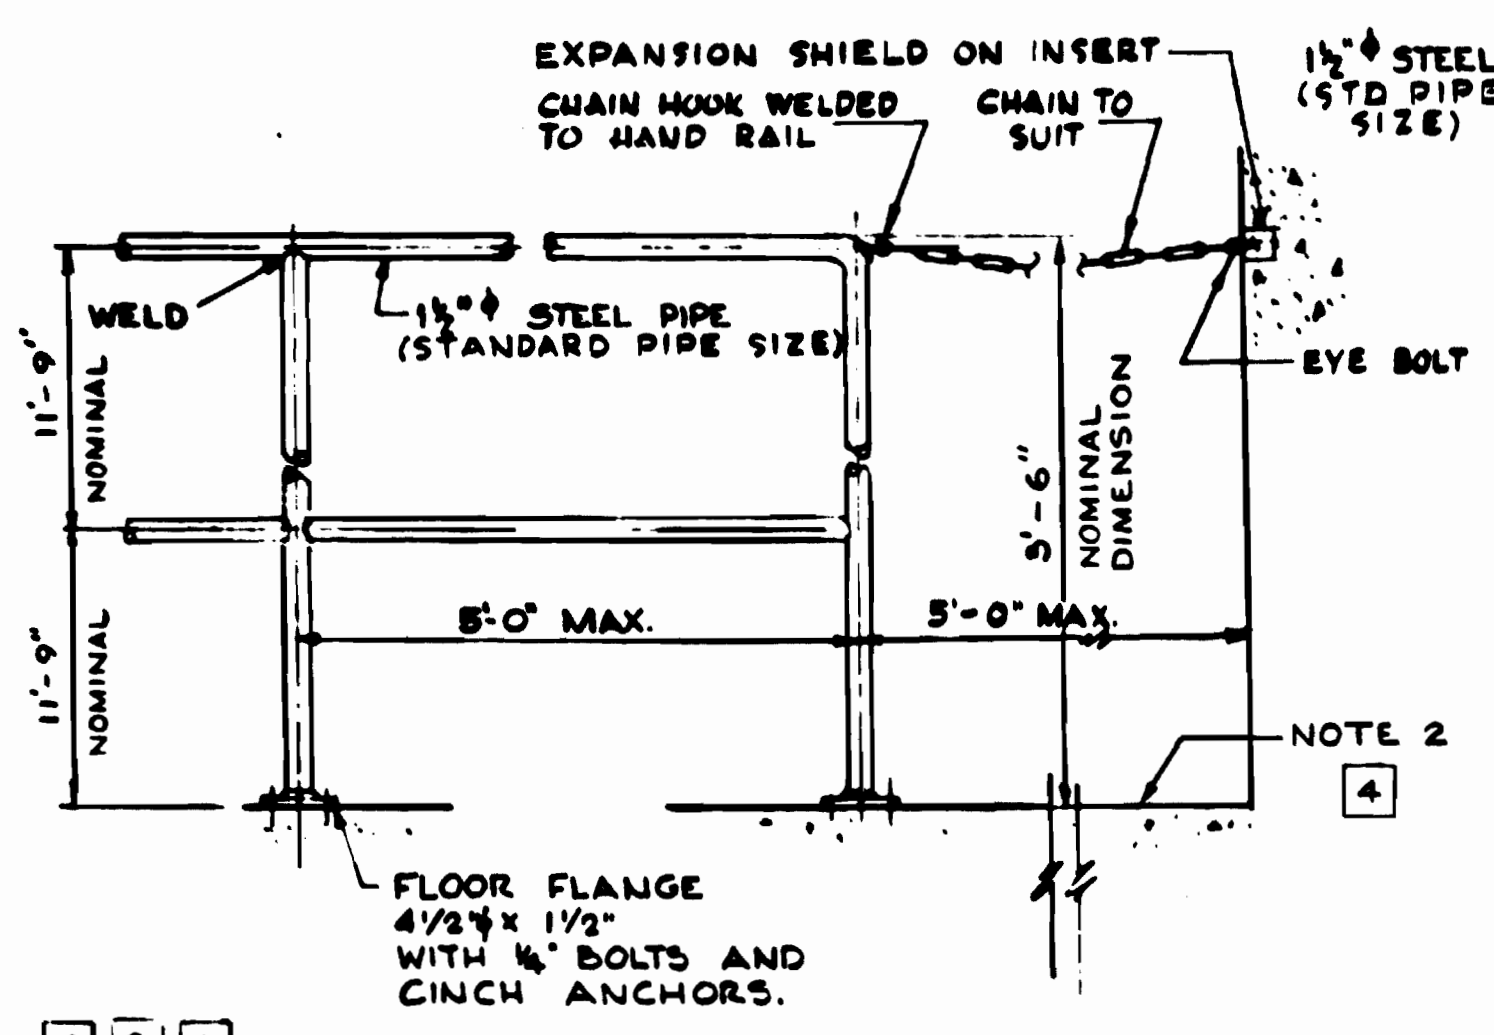 EXPANSION SHIELD ON INSERT
1½"ϕ STEEL
(STD PIPE
SIZE)
CHAIN HOOK WELDED
TO HAND RAIL
CHAIN TO
SUIT
WELD
1½"ϕ STEEL PIPE
(STANDARD PIPE SIZE)
EYE BOLT
11'-9"
NOMINAL
3'-6"
NOMINAL
DIMENSION
5'-0" MAX.
5'-0" MAX.
11'-9"
NOMINAL
NOTE 2
4
FLOOR FLANGE
4 1/2"ϕ x 1 1/2"
WITH ¼" BOLTS AND
CINCH ANCHORS.